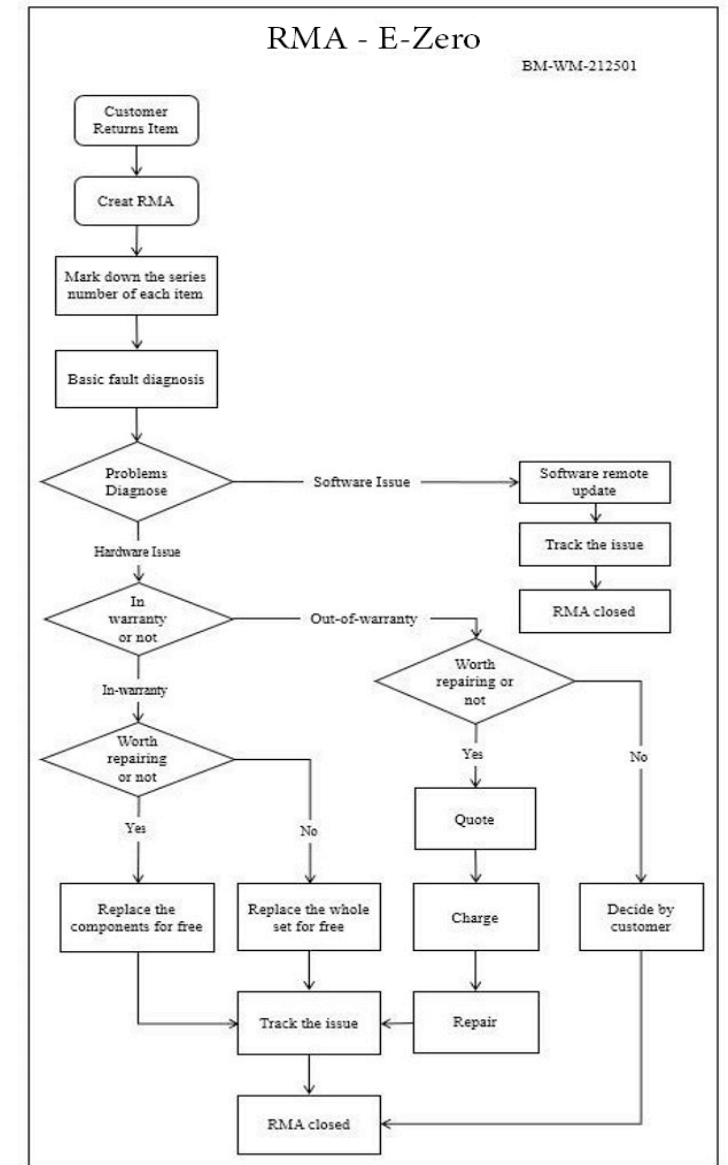 RMA - E-Zero
BM-WM-212501
Customer
Returns Item
Creat RMA
Mark down the series
number of each item
Basic fault diagnosis
Problems
Diagnose
Software Issue
Software remote
update
Track the issue
RMA closed
Hardware Issue
In
warranty
or not
Out-of-warranty
Worth
repairing or
not
In-warranty
Worth
repairing
or not
Yes
No
Quote
Yes
No
Replace the
components for free
Replace the whole
set for free
Charge
Decide by
customer
Track the issue
Repair
RMA closed